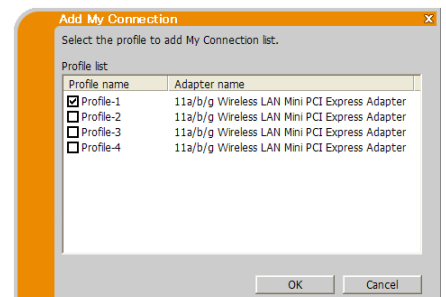 Add My Connection x
Select the profile to add My Connection list.
Profile list
Profile name Adapter name
Profile-1 11a/b/g Wireless LAN Mini PCI Express Adapter
Profile-2 11a/b/g Wireless LAN Mini PCI Express Adapter
Profile-3 11a/b/g Wireless LAN Mini PCI Express Adapter
Profile-4 11a/b/g Wireless LAN Mini PCI Express Adapter
OK Cancel